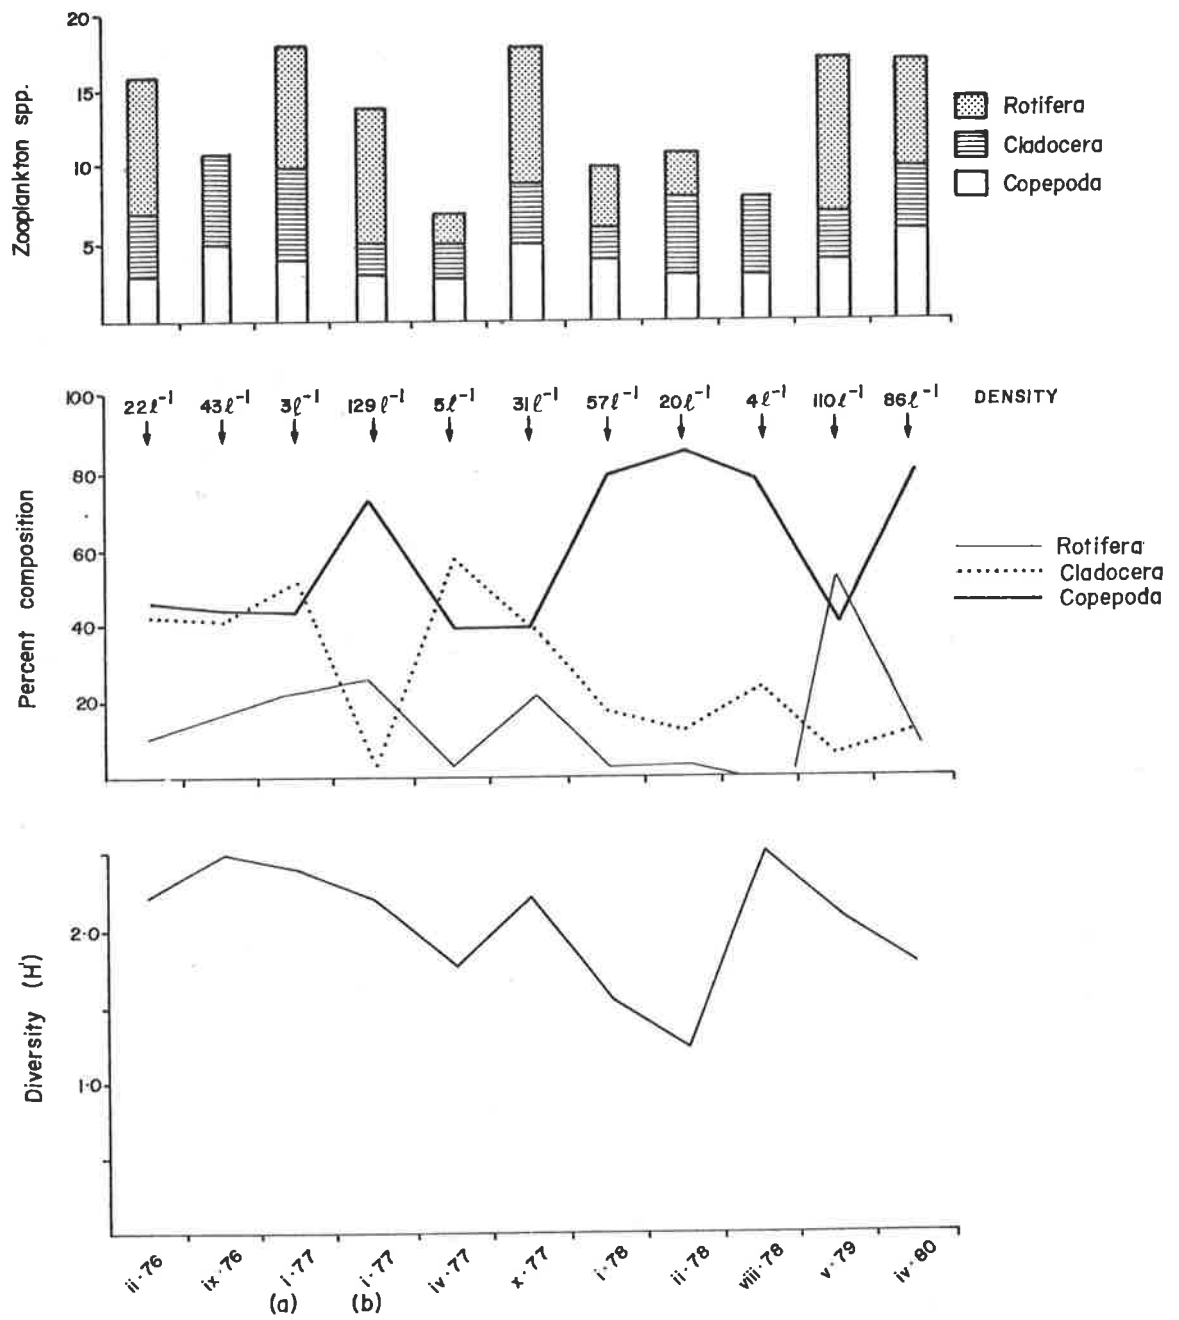 20
15
10
5
Zooplankton spp.
Rotifera
Cladocera
Copepoda
22ℓ⁻¹ 43ℓ⁻¹ 3ℓ⁻¹ 129ℓ⁻¹ 5ℓ⁻¹ 31ℓ⁻¹ 57ℓ⁻¹ 20ℓ⁻¹ 4ℓ⁻¹ 110ℓ⁻¹ 86ℓ⁻¹ DENSITY
100
80
60
40
20
Percent composition
Rotifera
Cladocera
Copepoda
2·0
1·0
Diversity (H')
ii·76 ix·76 i·77 i·77 iv·77 x·77 i·78 ii·78 viii·78 v·79 iv·80
(a) (b)